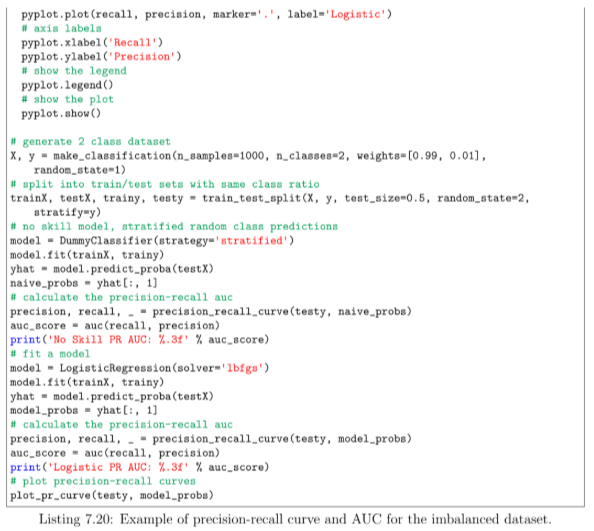 pyplot.plot(recall, precision, marker='.', label='Logistic')
# axis labels
pyplot.xlabel('Recall')
pyplot.ylabel('Precision')
# show the legend
pyplot.legend()
# show the plot
pyplot.show()
# generate 2 class dataset
X, y = make_classification(n_samples=1000, n_classes=2, weights=[0.99, 0.01],
random_state=1)
# split into train/test sets with same class ratio
trainX, testX, trainy, testy = train_test_split(X, y, test_size=0.5, random_state=2,
stratify=y)
# no skill model, stratified random class predictions
model = DummyClassifier(strategy='stratified')
model.fit(trainX, trainy)
yhat = model.predict_proba(testX)
naive_probs = yhat[:, 1]
# calculate the precision-recall auc
precision, recall, _ = precision_recall_curve(testy, naive_probs)
auc_score = auc(recall, precision)
print('No Skill PR AUC: %.3f' % auc_score)
# fit a model
model = LogisticRegression(solver='lbfgs')
model.fit(trainX, trainy)
yhat = model.predict_proba(testX)
model_probs = yhat[:, 1]
# calculate the precision-recall auc
precision, recall, _ = precision_recall_curve(testy, model_probs)
auc_score = auc(recall, precision)
print('Logistic PR AUC: %.3f' % auc_score)
# plot precision-recall curves
plot_pr_curve(testy, model_probs)
Listing 7.20: Example of precision-recall curve and AUC for the imbalanced dataset.